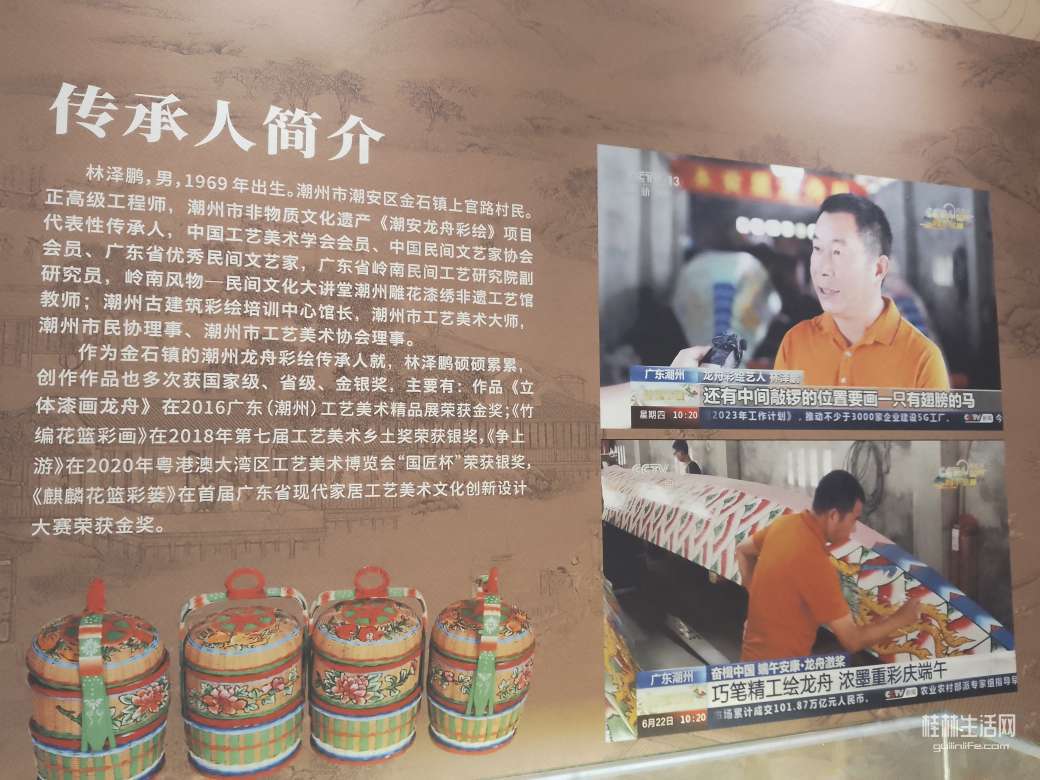 传承人简介
林泽鹏,男,1969年出生。潮州市潮安区金石镇上官路村民。
正高级工程师，潮州市非物质文化遗产《潮安龙舟彩绘》项目
代表性传承人，中国工艺美术学会会员、中国民间文艺家协会
会员、广东省优秀民间文艺家，广东省岭南民间工艺研究院副
研究员，岭南风物—民间文化大讲堂潮州雕花漆绣非遗工艺馆
教师；潮州古建筑彩绘培训中心馆长，潮州市工艺美术大师，
潮州市民协理事、潮州市工艺美术协会理事。
作为金石镇的潮州龙舟彩绘传承人就，林泽鹏硕硕累累，
创作作品也多次获国家级、省级、金银奖，主要有：作品《立
体漆画龙舟》在2016广东（潮州）工艺美术精品展荣获金奖;《竹
编花篮彩画》在2018年第七届工艺美术乡土奖荣获银奖,《争上
游》在2020年粤港澳大湾区工艺美术博览会“国匠杯”荣获银奖，
《麒麟花篮彩篓》在首届广东省现代家居工艺美术文化创新设计
大赛荣获金奖。
广东潮州 龙舟彩绘艺人 林泽鹏
还有中间敲锣的位置要画一只有翅膀的马
星期四 10:20 《2023年工作计划》，推动不少于3000家企业建设5G工厂．
奋楫中国 端午安康·龙舟激桨
广东潮州
巧笔精工绘龙舟 浓墨重彩庆端午
6月22日 10:20 市场累计成交101.87万亿元人民币． CCTV 农业农村部派专家组指导
桂林生活网
guilinlife.com